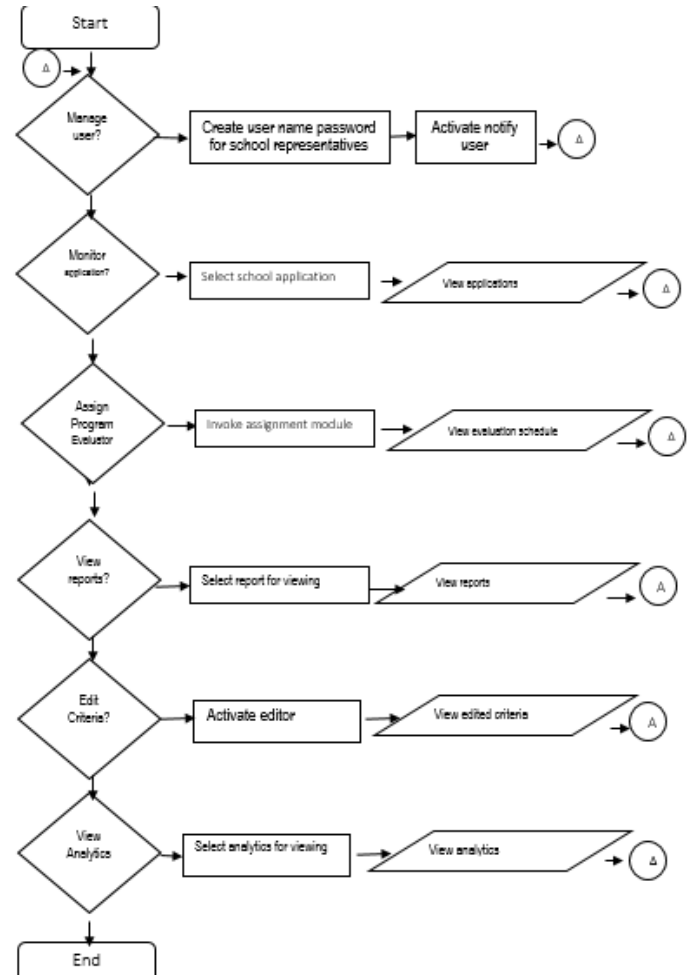 Start
A
Manage
user?
Create user name password
for school representatives
Activate notify
user
A
Monitor
application?
Select school application
View applications
A
Assign
Program
Evaluator
Invoke assignment module
View evaluation schedule
A
View
reports?
Select report for viewing
View reports
A
Edit
Criteria?
Activate editor
View edited criteria
A
View
Analytics
Select analytics for viewing
View analytics
A
End